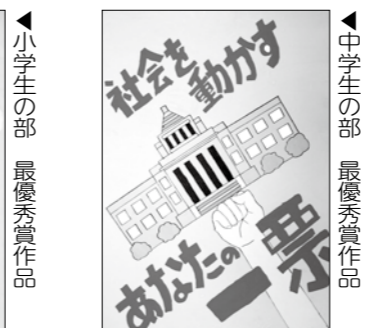 ◀中学生の部　最優秀賞作品
社会を
動かす
あなたの
一票
◀小学生の部　最優秀賞作品